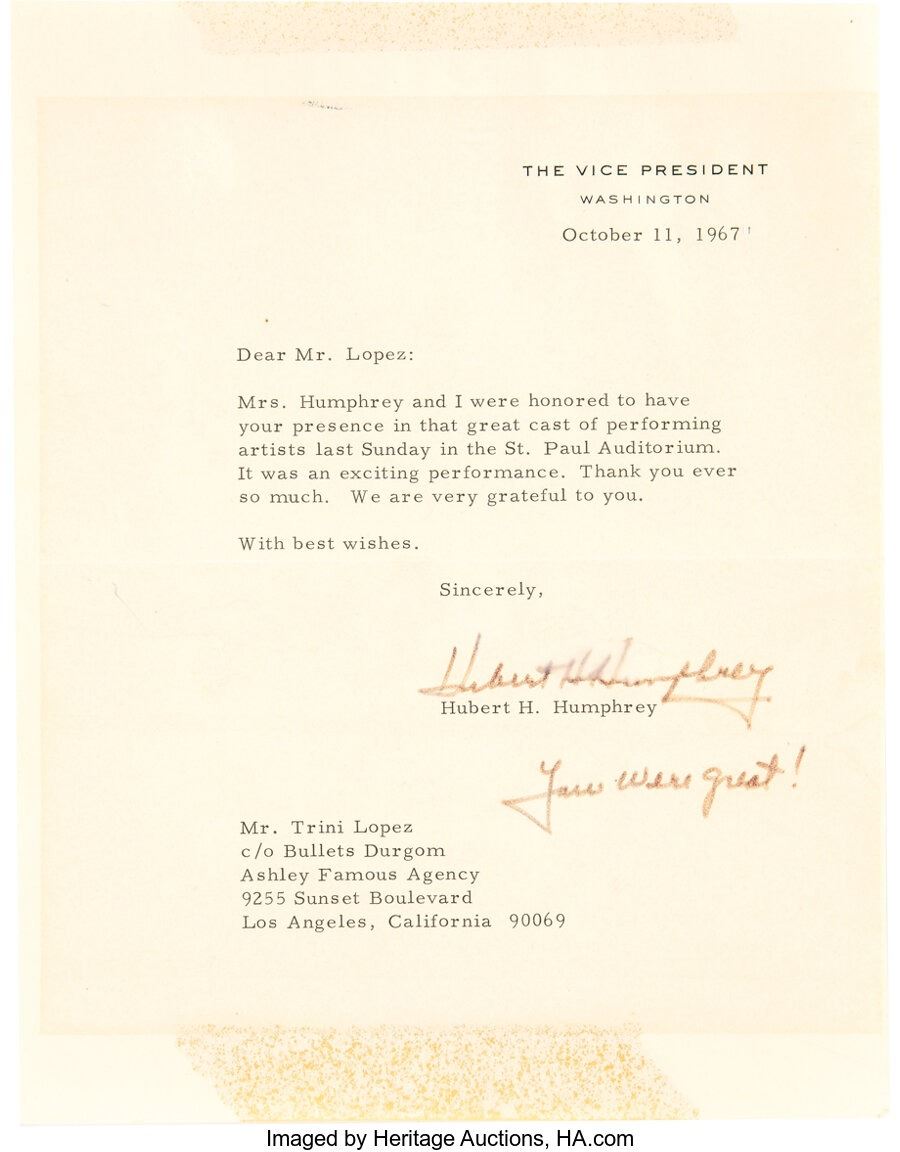 THE VICE PRESIDENT
WASHINGTON
October 11, 1967
Dear Mr. Lopez:
Mrs. Humphrey and I were honored to have
your presence in that great cast of performing
artists last Sunday in the St. Paul Auditorium.
It was an exciting performance. Thank you ever
so much. We are very grateful to you.
With best wishes.
Sincerely,
Hubert H Humphrey
Hubert H. Humphrey
You were great!
Mr. Trini Lopez
c/o Bullets Durgom
Ashley Famous Agency
9255 Sunset Boulevard
Los Angeles, California 90069
Imaged by Heritage Auctions, HA.com